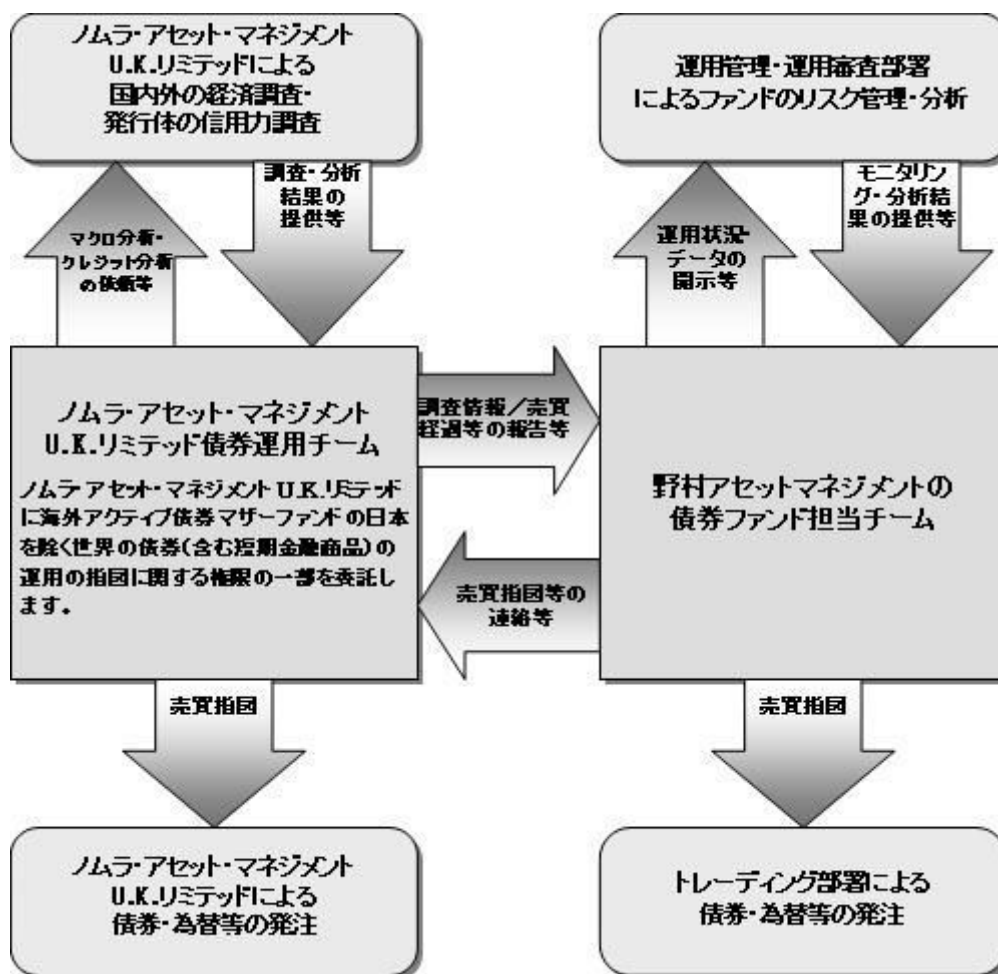 ノムラ・アセット・マネジメント
U.K.リミテッドによる
国内外の経済調査・
発行体の信用力調査
運用管理・運用審査部署
によるファンドのリスク管理・分析
マクロ分析・
クレジット分析
の依頼等
調査・分析
結果の
提供等
運用状況・
データの
開示等
モニタリン
グ・分析結
果の提供等
ノムラ・アセット・マネジメント
U.K.リミテッド債券運用チーム
ノムラ・アセット・マネジメントU.K.リミテッド
に海外アクティブ債券マザーファンドの日本
を除く世界の債券(含む短期金融商品)の
運用の指図に関する権限の一部を委託し
ます。
調査情報/売買
経過等の報告等
売買指図等の
連絡等
野村アセットマネジメントの
債券ファンド担当チーム
売買指図
売買指図
ノムラ・アセット・マネジメント
U.K.リミテッドによる
債券・為替等の発注
トレーディング部署による
債券・為替等の発注